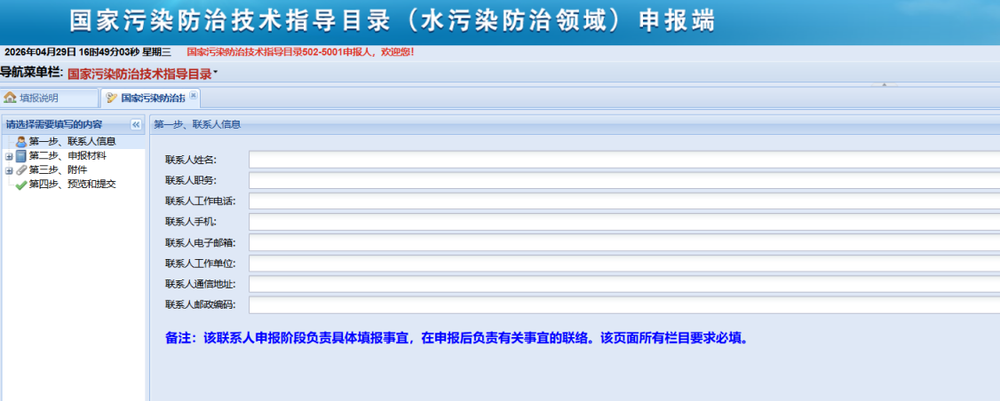 国家污染防治技术指导目录（水污染防治领域）申报端
2026年04月29日 16时49分03秒 星期三 国家污染防治技术指导目录502-5001申报人，欢迎您！
导航菜单栏: 国家污染防治技术指导目录
填报说明 国家污染防治技
请选择需要填写的内容 第一步、联系人信息
第一步、联系人信息
第二步、申报材料
第三步、附件
第四步、预览和提交
联系人姓名:
联系人职务:
联系人工作电话:
联系人手机:
联系人电子邮箱:
联系人工作单位:
联系人通信地址:
联系人邮政编码:
备注：该联系人申报阶段负责具体填报事宜，在申报后负责有关事宜的联络。该页面所有栏目要求必填。